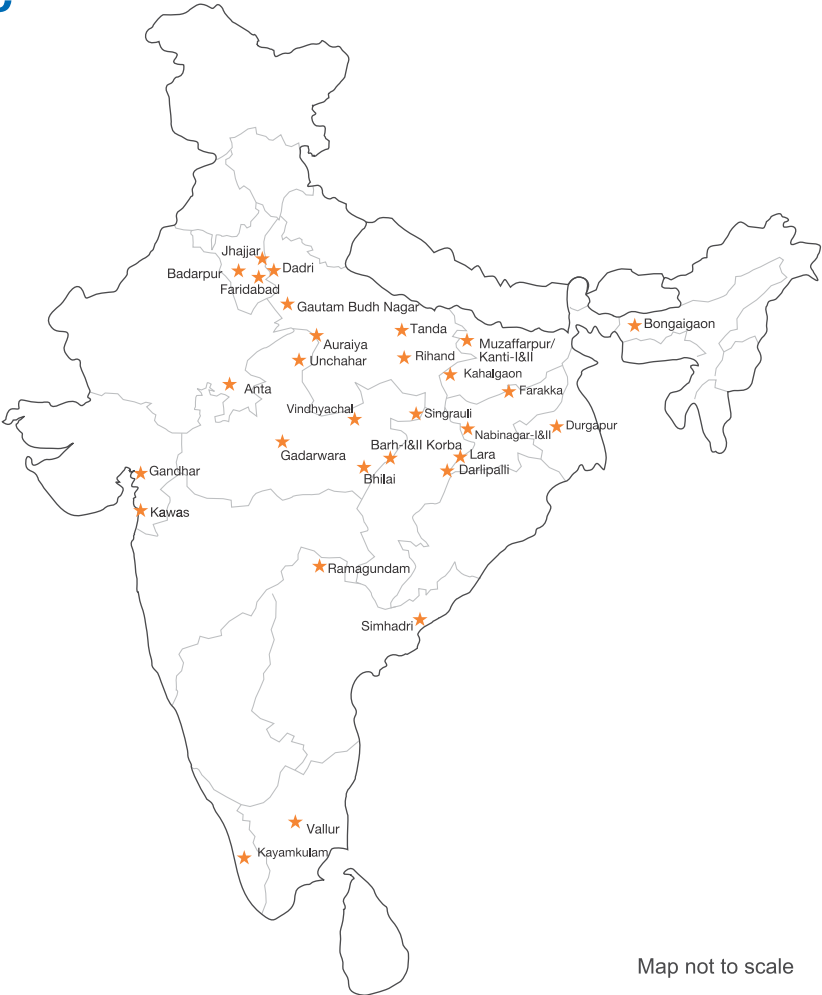 Jhajjar
Badarpur
Dadri
Faridabad
Gautam Budh Nagar
Bongaigaon
Tanda
Auraiya
Muzaffarpur/
Kanti-I&II
Unchahar
Rihand
Kahalgaon
Anta
Farakka
Vindhyachal
Singrauli
Durgapur
Nabinagar-I&II
Barh-I&II Korba
Gadarwara
Lara
Gandhar
Darlipalli
Bhilai
Kawas
Ramagundam
Simhadri
Vallur
Kayamkulam
Map not to scale